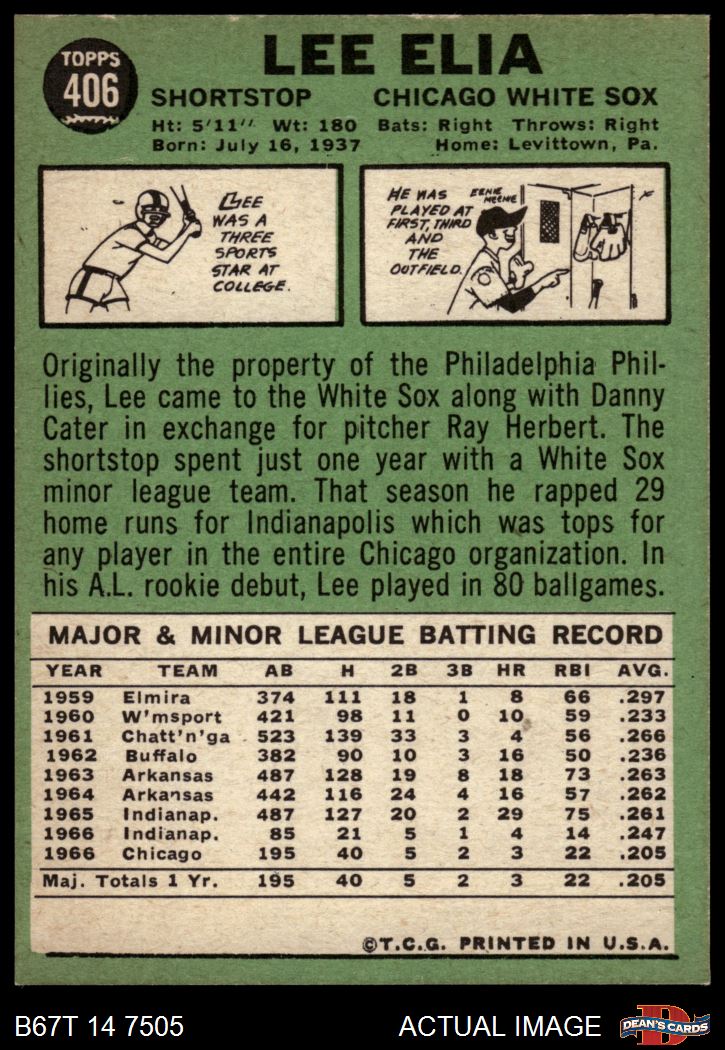 TOPPS
406
LEE ELIA
SHORTSTOP CHICAGO WHITE SOX
Ht: 5'11" Wt: 180 Bats: Right Throws: Right
Born: July 16, 1937 Home: Levittown, Pa.
LEE
WAS A
THREE
SPORTS
STAR AT
COLLEGE.
HE WAS
PLAYED AT
FIRST, THIRD
AND
THE
OUTFIELD.
EENIE
MEENIE
Originally the property of the Philadelphia Phil-
lies, Lee came to the White Sox along with Danny
Cater in exchange for pitcher Ray Herbert. The
shortstop spent just one year with a White Sox
minor league team. That season he rapped 29
home runs for Indianapolis which was tops for
any player in the entire Chicago organization. In
his A.L. rookie debut, Lee played in 80 ballgames.
MAJOR & MINOR LEAGUE BATTING RECORD
YEAR TEAM AB H 2B 3B HR RBI AVG.
1959 Elmira 374 111 18 1 8 66 .297
1960 W'msport 421 98 11 0 10 59 .233
1961 Chatt'n'ga 523 139 33 3 4 56 .266
1962 Buffalo 382 90 10 3 16 50 .236
1963 Arkansas 487 128 19 8 18 73 .263
1964 Arkansas 442 116 24 4 16 57 .262
1965 Indianap. 487 127 20 2 29 75 .261
1966 Indianap. 85 21 5 1 4 14 .247
1966 Chicago 195 40 5 2 3 22 .205
Maj. Totals 1 Yr. 195 40 5 2 3 22 .205
©T.C.G. PRINTED IN U.S.A.
B67T 14 7505 ACTUAL IMAGE
DEAN'S CARDS